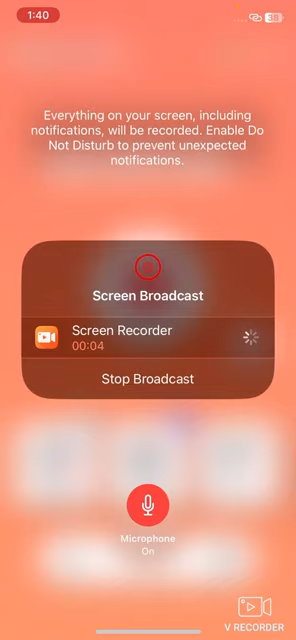 1:40
38
Everything on your screen, including
notifications, will be recorded. Enable Do
Not Disturb to prevent unexpected
notifications.
Screen Broadcast
Screen Recorder
00:04
Stop Broadcast
Microphone
On
V RECORDER